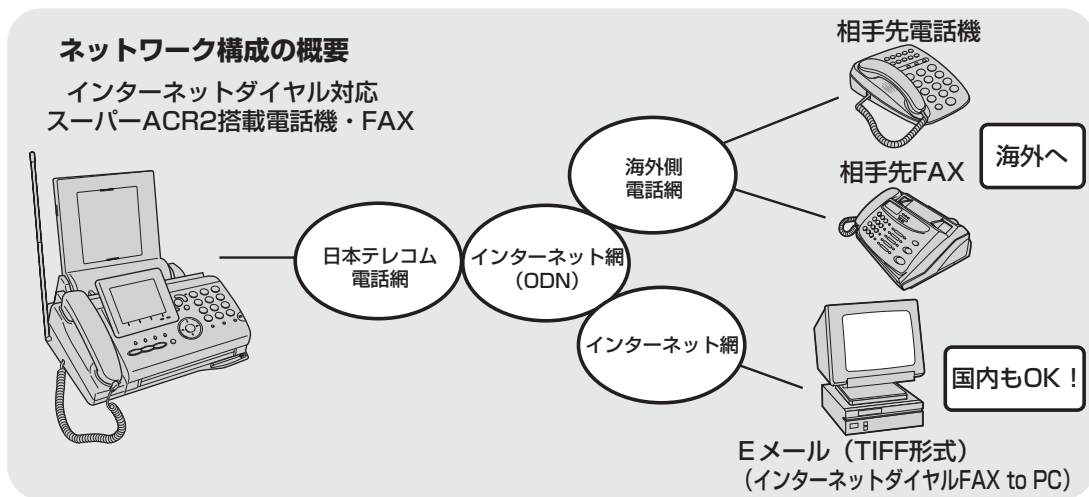 ネットワーク構成の概要
インターネットダイヤル対応
スーパーACR2搭載電話機・FAX
日本テレコム
電話網
インターネット網
（ODN）
海外側
電話網
インターネット網
相手先電話機
相手先FAX
海外へ
国内もOK！
Eメール（TIFF形式）
（インターネットダイヤルFAX to PC）